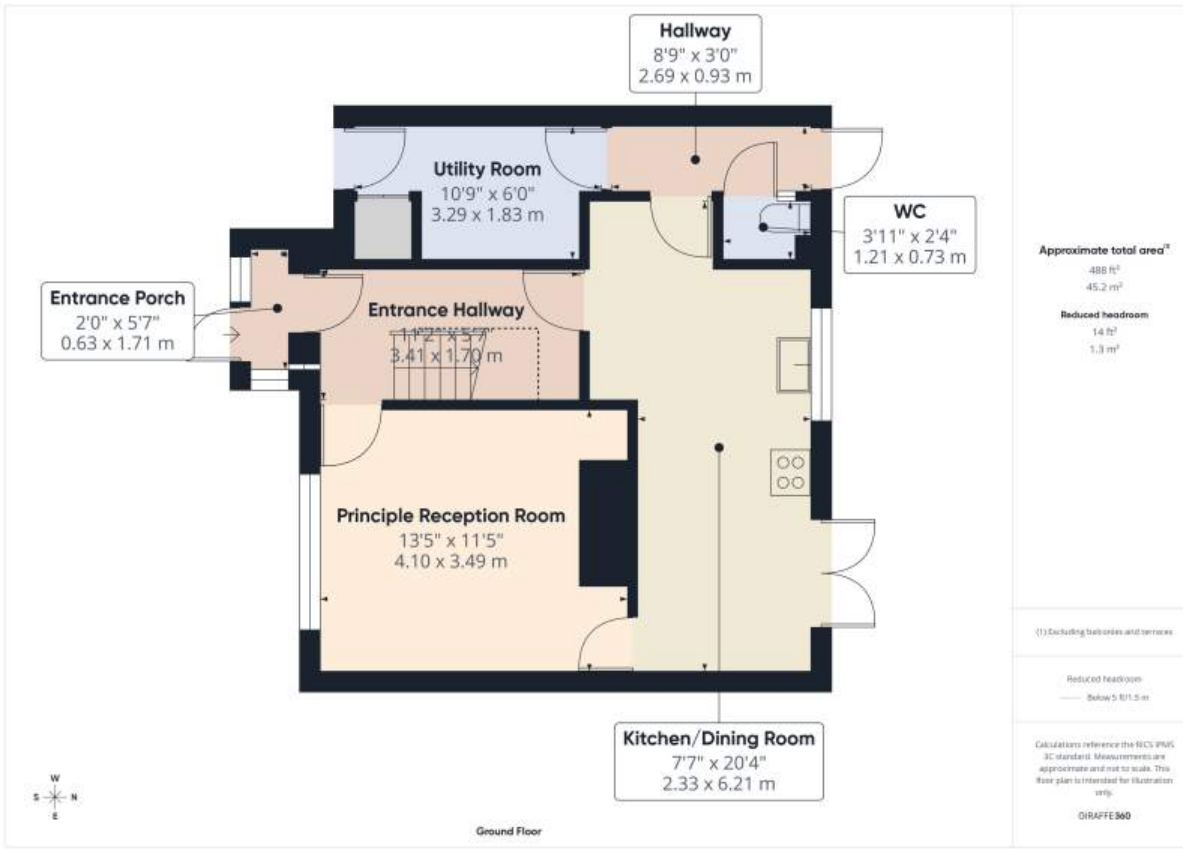 Hallway
8'9" x 3'0"
2.69 x 0.93 m
Utility Room
10'9" x 6'0"
3.29 x 1.83 m
WC
3'11" x 2'4"
1.21 x 0.73 m
Entrance Porch
2'0" x 5'7"
0.63 x 1.71 m
Entrance Hallway
11'2" x 5'7"
3.41 x 1.70 m
Principle Reception Room
13'5" x 11'5"
4.10 x 3.49 m
Kitchen/Dining Room
7'7" x 20'4"
2.33 x 6.21 m
W
S N
E
Ground Floor
Approximate total area⁽¹⁾
488 ft²
45.2 m²
Reduced headroom
14 ft²
1.3 m²
(1) Excluding balconies and terraces
Reduced headroom
Below 5 ft/1.5 m
Calculations reference the RICS IPMS
3C standard. Measurements are
approximate and not to scale. This
floor plan is intended for illustration
only.
GIRAFFE360